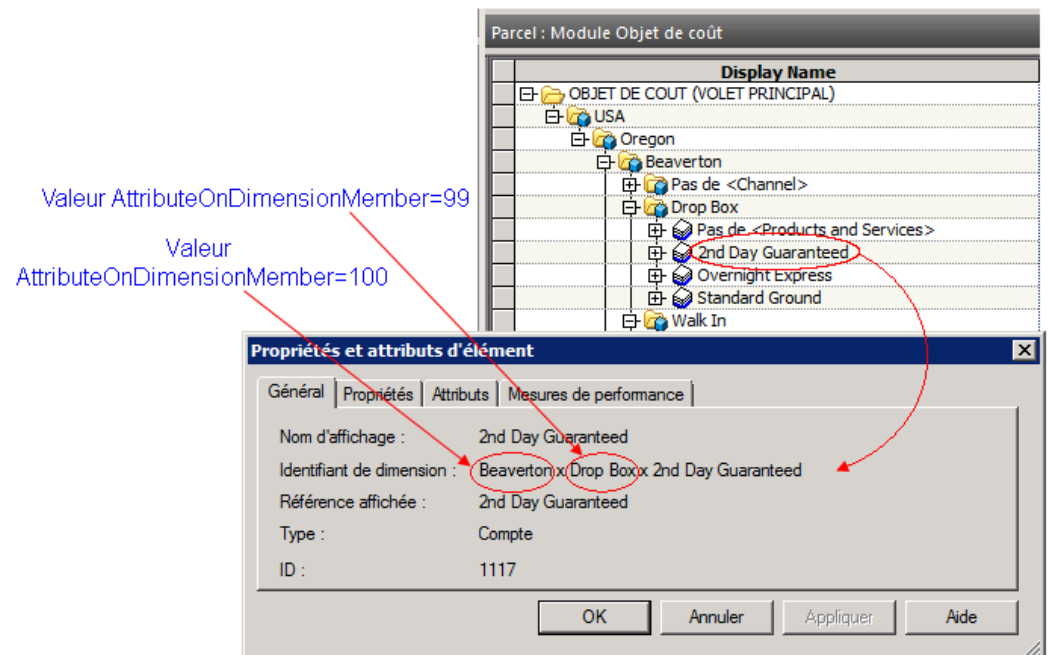 Parcel : Module Objet de coût
Display Name
OBJET DE COUT (VOLET PRINCIPAL)
USA
Oregon
Beaverton
Pas de <Channel>
Drop Box
Pas de <Products and Services>
2nd Day Guaranteed
Overnight Express
Standard Ground
Walk In
Valeur AttributeOnDimensionMember=99
Valeur
AttributeOnDimensionMember=100
Propriétés et attributs d'élément
Général Propriétés Attributs Mesures de performance
Nom d'affichage : 2nd Day Guaranteed
Identifiant de dimension : Beaverton x Drop Box x 2nd Day Guaranteed
Référence affichée : 2nd Day Guaranteed
Type : Compte
ID : 1117
OK Annuler Appliquer Aide